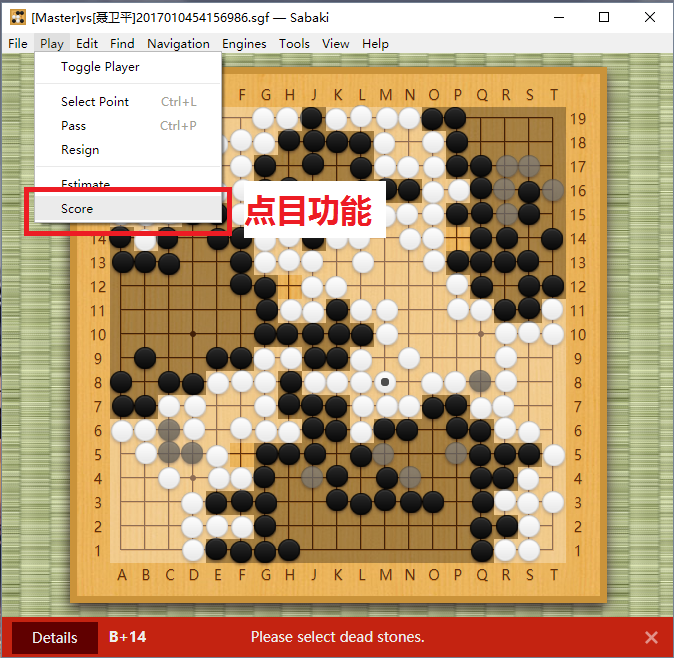 [Master]vs[聂卫平]2017010454156986.sgf — Sabaki
File Play Edit Find Navigation Engines Tools View Help
Toggle Player
Select Point Ctrl+L
Pass Ctrl+P
Resign
Estimate
Score
点目功能
F G H J K L M N O P Q R S T
19
18
17
16
15
14 14
13 13
12 12
11 11
10 10
9 9
8 8
7 7
6 6
5 5
4 4
3 3
2 2
1 1
A B C D E F G H J K L M N O P Q R S T
Details B+14 Please select dead stones.